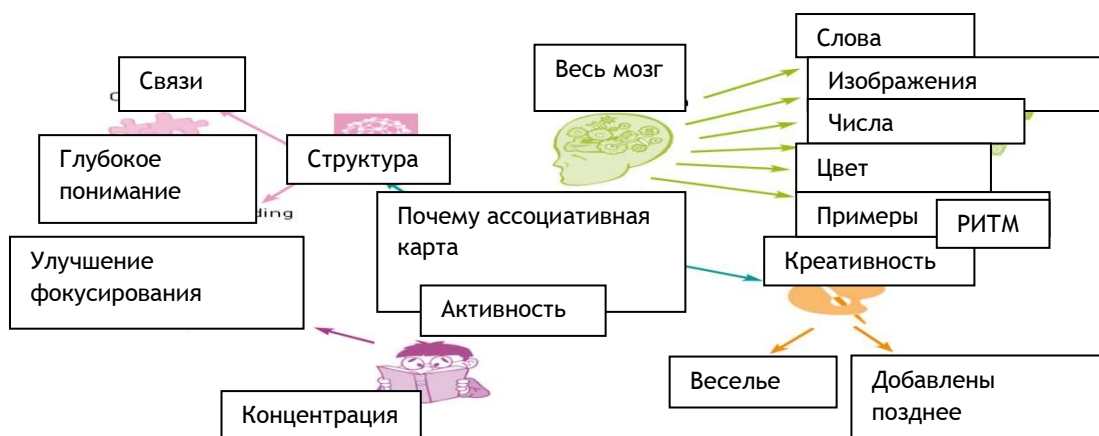 Слова
Весь мозг
Изображения
Связи
Числа
Глубокое
понимание
Структура
Цвет
ding
Почему ассоциативная
карта
Примеры
РИТМ
Улучшение
фокусирования
Креативность
Активность
Веселье
Добавлены
позднее
Концентрация